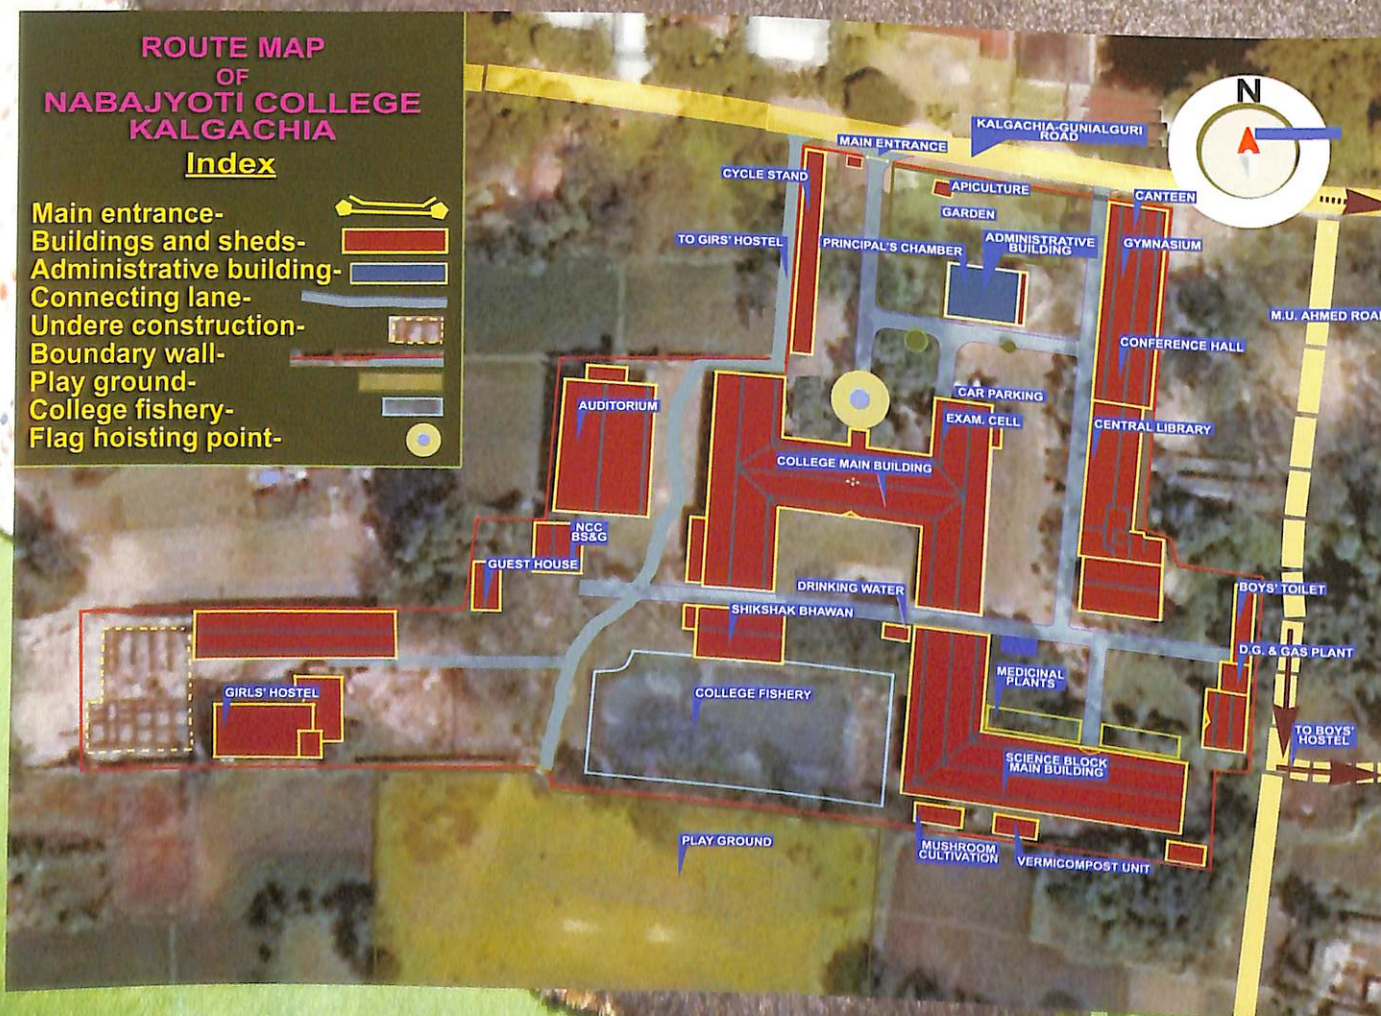 ROUTE MAP
OF
NABAJYOTI COLLEGE
KALGACHIA
Index
Main entrance-
Buildings and sheds-
Administrative building-
Connecting lane-
Undere construction-
Boundary wall-
Play ground-
College fishery-
Flag hoisting point-
N
KALGACHIA-GUNIALGURI
ROAD
MAIN ENTRANCE
CYCLE STAND
APICULTURE
CANTEEN
GARDEN
TO GIRS' HOSTEL
PRINCIPAL'S CHAMBER
ADMINISTRATIVE
BUILDING
GYMNASIUM
M.U. AHMED ROAD
CONFERENCE HALL
CAR PARKING
AUDITORIUM
EXAM. CELL
CENTRAL LIBRARY
COLLEGE MAIN BUILDING
NCC
BS&G
GUEST HOUSE
DRINKING WATER
BOYS' TOILET
SHIKSHAK BHAWAN
D.G. & GAS PLANT
MEDICINAL
PLANTS
GIRLS' HOSTEL
COLLEGE FISHERY
TO BOYS'
HOSTEL
SCIENCE BLOCK
MAIN BUILDING
PLAY GROUND
MUSHROOM
CULTIVATION
VERMICOMPOST UNIT